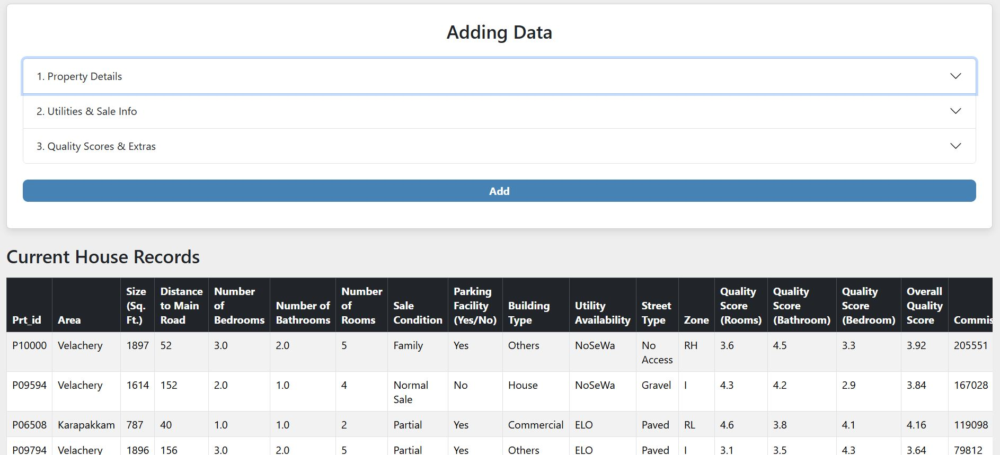 Adding Data
1. Property Details
2. Utilities & Sale Info
3. Quality Scores & Extras
Add
Current House Records
Prt_id Area Size (Sq. Ft.) Distance to Main Road Number of Bedrooms Number of Bathrooms Number of Rooms Sale Condition Parking Facility (Yes/No) Building Type Utility Availability Street Type Zone Quality Score (Rooms) Quality Score (Bathroom) Quality Score (Bedroom) Overall Quality Score Commis
P10000 Velachery 1897 52 3.0 2.0 5 Family Yes Others NoSeWa No Access RH 3.6 4.5 3.3 3.92 205551
P09594 Velachery 1614 152 2.0 1.0 4 Normal Sale No House NoSeWa Gravel I 4.3 4.2 2.9 3.84 167028
P06508 Karapakkam 787 40 1.0 1.0 2 Partial Yes Commercial ELO Paved RL 4.6 3.8 4.1 4.16 119098
P09794 Velachery 1896 156 3.0 2.0 5 Partial Yes Others ELO Paved I 3.1 3.5 4.3 3.64 79812